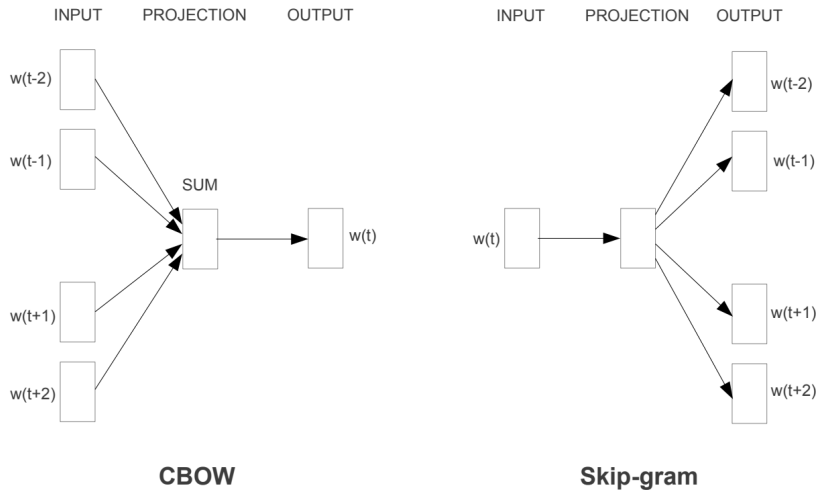 INPUT PROJECTION OUTPUT
w(t-2)
w(t-1)
SUM
w(t)
w(t+1)
w(t+2)
CBOW
INPUT PROJECTION OUTPUT
w(t-2)
w(t-1)
w(t)
w(t+1)
w(t+2)
Skip-gram